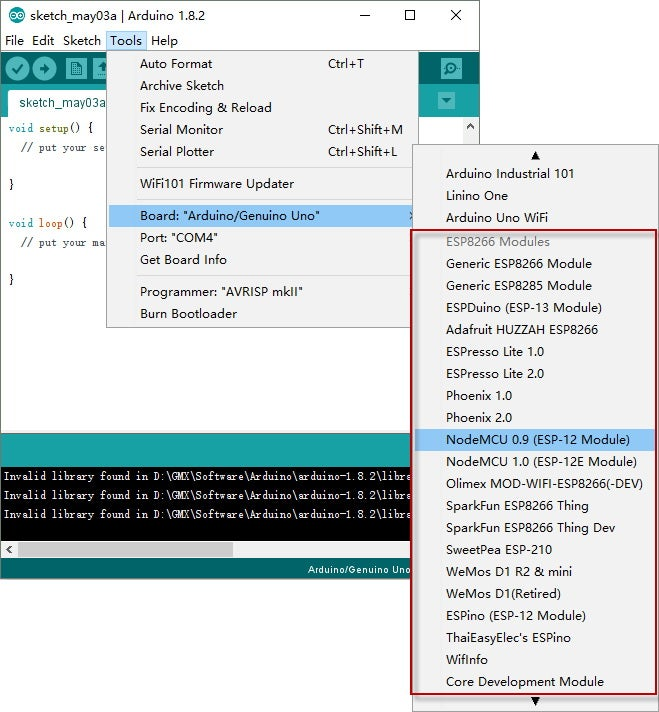 sketch_may03a | Arduino 1.8.2
File Edit Sketch Tools Help
sketch_may03a
void setup() {
// put your se
}
void loop() {
// put your ma
}
Auto Format Ctrl+T
Archive Sketch
Fix Encoding & Reload
Serial Monitor Ctrl+Shift+M
Serial Plotter Ctrl+Shift+L
WiFi101 Firmware Updater
Board: "Arduino/Genuino Uno"
Port: "COM4"
Get Board Info
Programmer: "AVRISP mkII"
Burn Bootloader
Arduino Industrial 101
Linino One
Arduino Uno WiFi
ESP8266 Modules
Generic ESP8266 Module
Generic ESP8285 Module
ESPDuino (ESP-13 Module)
Adafruit HUZZAH ESP8266
ESPresso Lite 1.0
ESPresso Lite 2.0
Phoenix 1.0
Phoenix 2.0
NodeMCU 0.9 (ESP-12 Module)
NodeMCU 1.0 (ESP-12E Module)
Olimex MOD-WIFI-ESP8266(-DEV)
SparkFun ESP8266 Thing
SparkFun ESP8266 Thing Dev
SweetPea ESP-210
WeMos D1 R2 & mini
WeMos D1(Retired)
ESPino (ESP-12 Module)
ThaiEasyElec's ESPino
WifInfo
Core Development Module
Invalid library found in D:\GMX\Software\Arduino\arduino-1.8.2\libra
Invalid library found in D:\GMX\Software\Arduino\arduino-1.8.2\libra
Invalid library found in D:\GMX\Software\Arduino\arduino-1.8.2\libra
Arduino/Genuino Uno